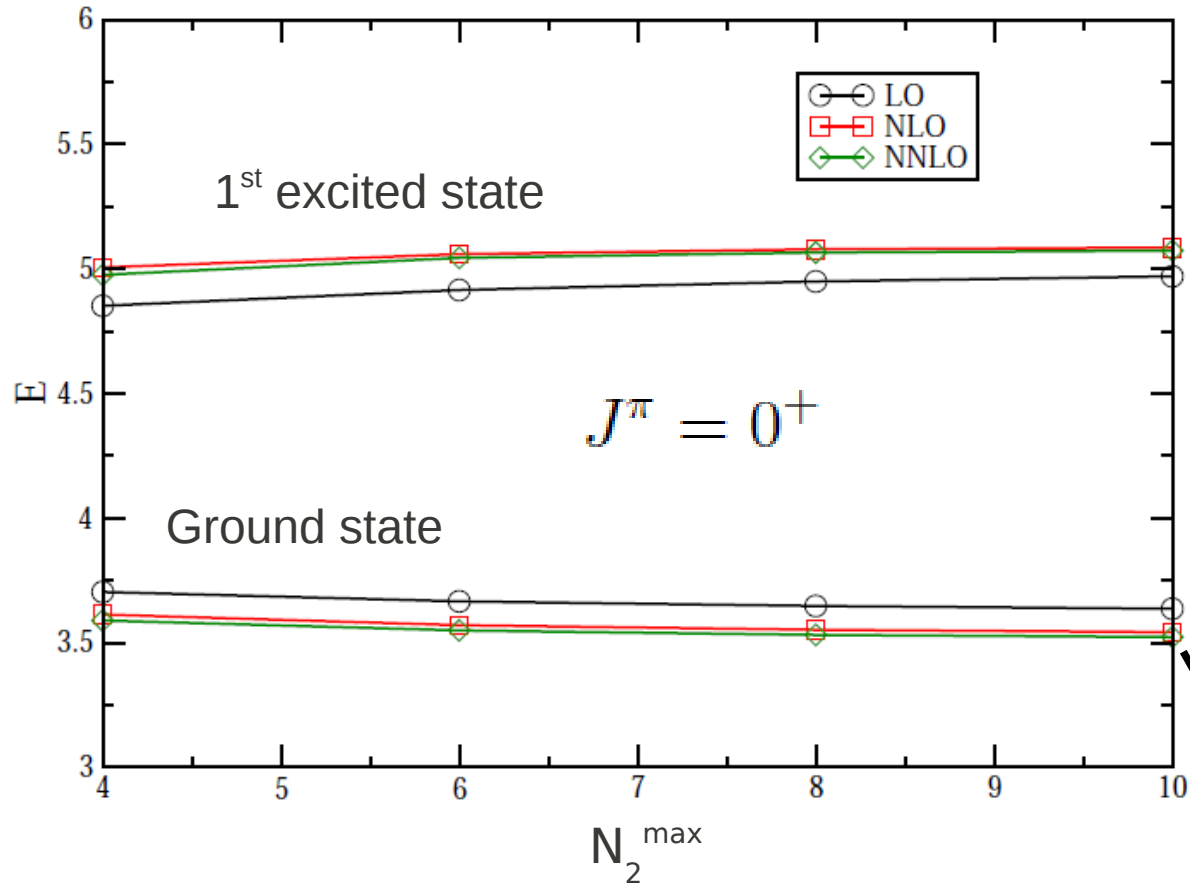 6
LO
NLO
NNLO
5.5
1st excited state
5
E
4.5
Jπ = 0+
4
Ground state
3.5
3
4 5 6 7 8 9 10
N2max